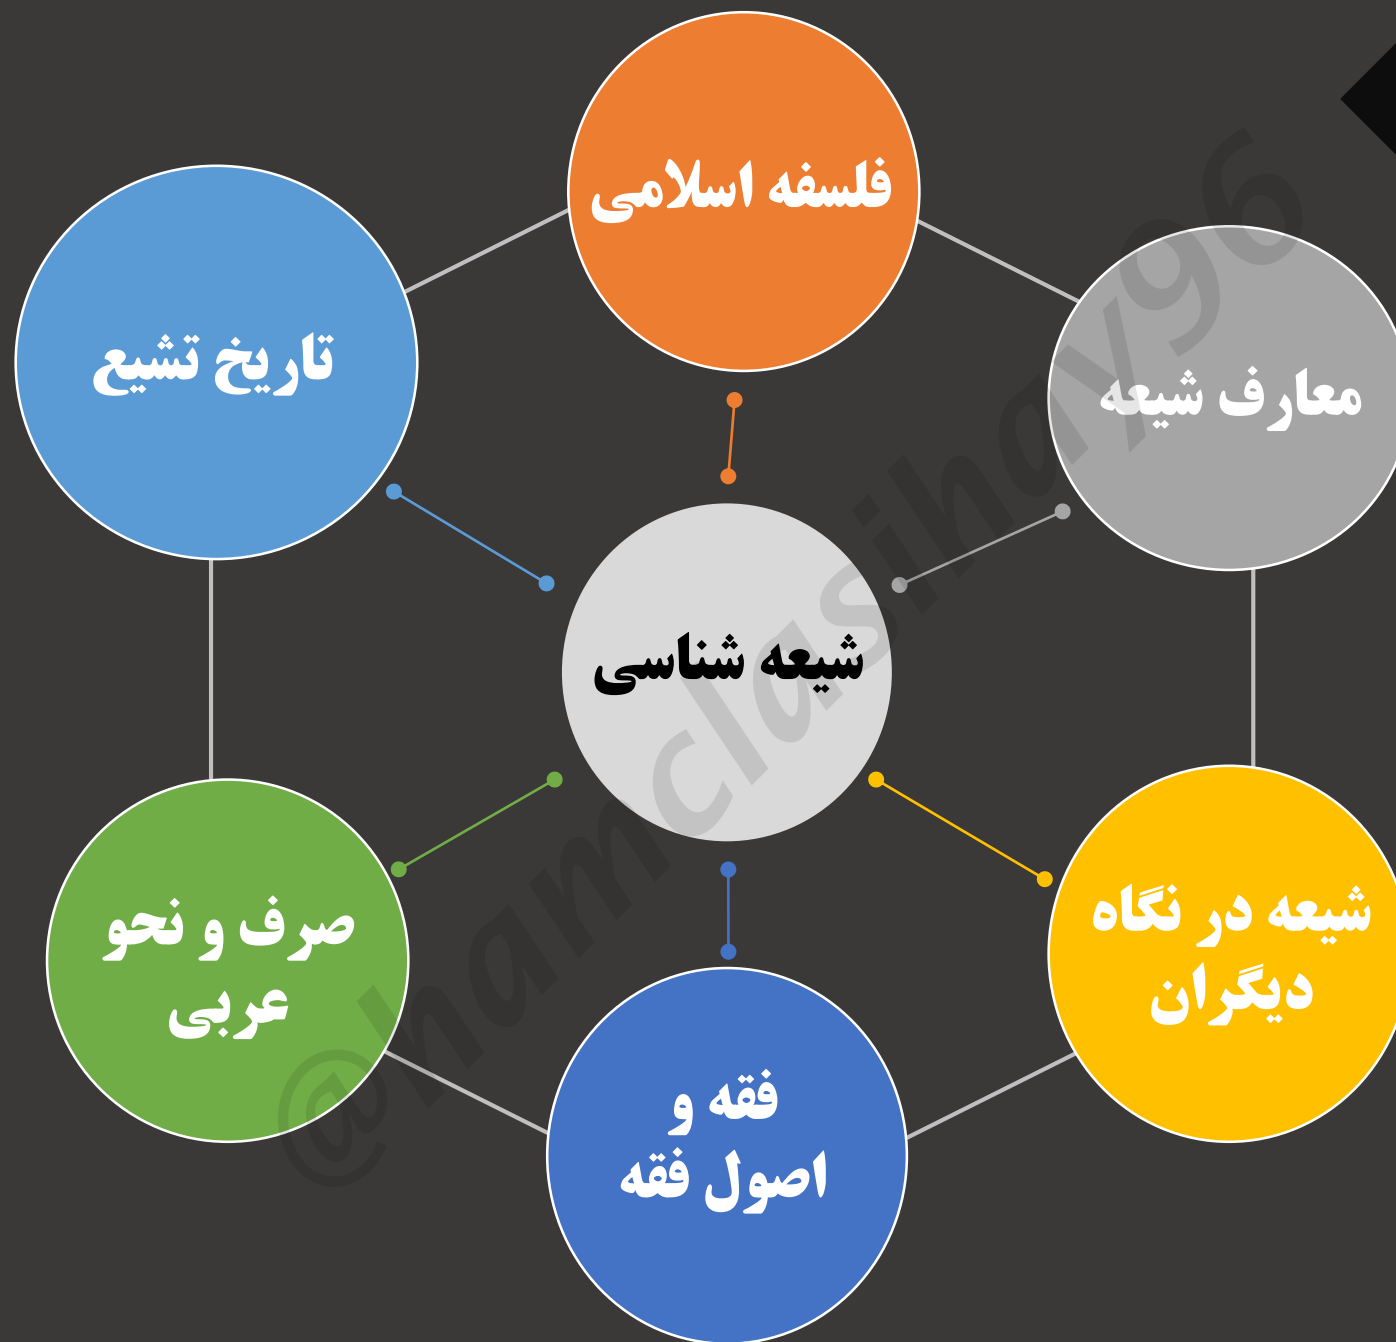 فلسفه اسلامی
معارف شیعه
تاریخ تشیع
شیعه شناسی
شیعه در نگاه
دیگران
صرف و نحو
عربی
فقه و
اصول فقه
@hamclasihay96